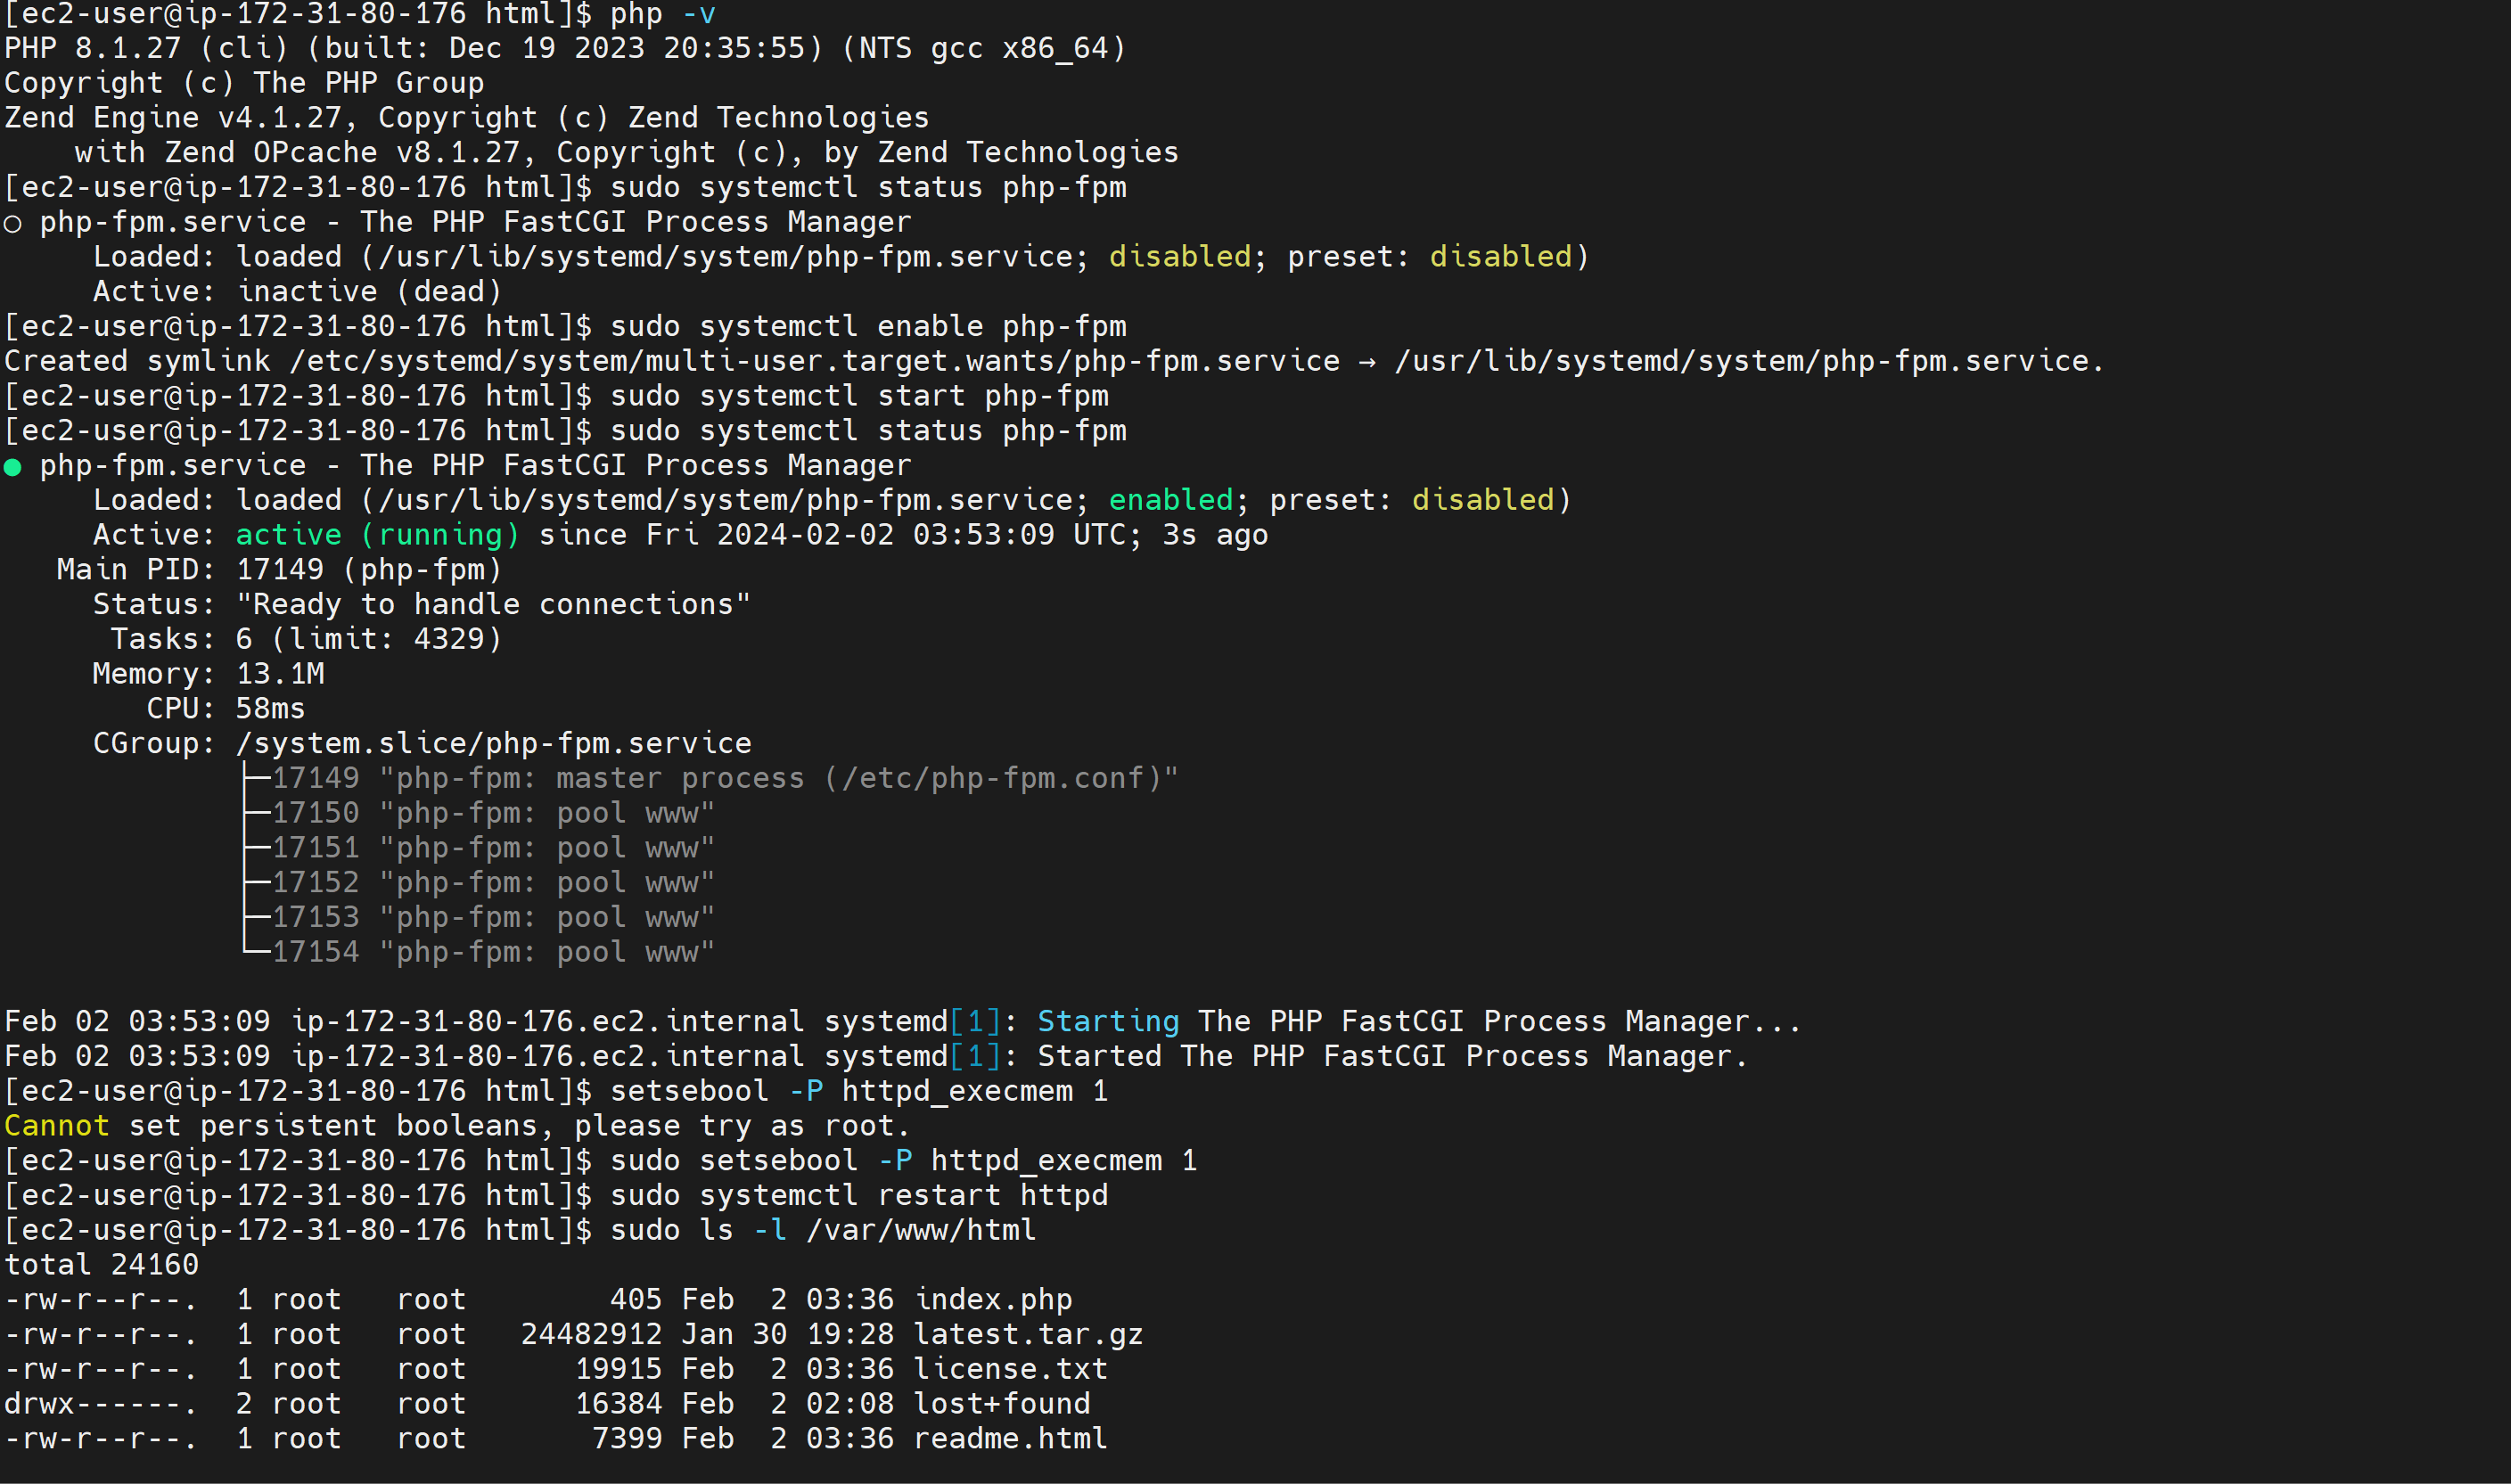 [ec2-user@ip-172-31-80-176 html]$ php -v
PHP 8.1.27 (cli) (built: Dec 19 2023 20:35:55) (NTS gcc x86_64)
Copyright (c) The PHP Group
Zend Engine v4.1.27, Copyright (c) Zend Technologies
    with Zend OPcache v8.1.27, Copyright (c), by Zend Technologies
[ec2-user@ip-172-31-80-176 html]$ sudo systemctl status php-fpm
○ php-fpm.service - The PHP FastCGI Process Manager
     Loaded: loaded (/usr/lib/systemd/system/php-fpm.service; disabled; preset: disabled)
     Active: inactive (dead)
[ec2-user@ip-172-31-80-176 html]$ sudo systemctl enable php-fpm
Created symlink /etc/systemd/system/multi-user.target.wants/php-fpm.service → /usr/lib/systemd/system/php-fpm.service.
[ec2-user@ip-172-31-80-176 html]$ sudo systemctl start php-fpm
[ec2-user@ip-172-31-80-176 html]$ sudo systemctl status php-fpm
● php-fpm.service - The PHP FastCGI Process Manager
     Loaded: loaded (/usr/lib/systemd/system/php-fpm.service; enabled; preset: disabled)
     Active: active (running) since Fri 2024-02-02 03:53:09 UTC; 3s ago
   Main PID: 17149 (php-fpm)
     Status: "Ready to handle connections"
      Tasks: 6 (limit: 4329)
     Memory: 13.1M
        CPU: 58ms
     CGroup: /system.slice/php-fpm.service
             ├─17149 "php-fpm: master process (/etc/php-fpm.conf)"
             ├─17150 "php-fpm: pool www"
             ├─17151 "php-fpm: pool www"
             ├─17152 "php-fpm: pool www"
             ├─17153 "php-fpm: pool www"
             └─17154 "php-fpm: pool www"
Feb 02 03:53:09 ip-172-31-80-176.ec2.internal systemd[1]: Starting The PHP FastCGI Process Manager...
Feb 02 03:53:09 ip-172-31-80-176.ec2.internal systemd[1]: Started The PHP FastCGI Process Manager.
[ec2-user@ip-172-31-80-176 html]$ setsebool -P httpd_execmem 1
Cannot set persistent booleans, please try as root.
[ec2-user@ip-172-31-80-176 html]$ sudo setsebool -P httpd_execmem 1
[ec2-user@ip-172-31-80-176 html]$ sudo systemctl restart httpd
[ec2-user@ip-172-31-80-176 html]$ sudo ls -l /var/www/html
total 24160
-rw-r--r--.  1 root   root        405 Feb  2 03:36 index.php
-rw-r--r--.  1 root   root   24482912 Jan 30 19:28 latest.tar.gz
-rw-r--r--.  1 root   root      19915 Feb  2 03:36 license.txt
drwx------.  2 root   root      16384 Feb  2 02:08 lost+found
-rw-r--r--.  1 root   root       7399 Feb  2 03:36 readme.html